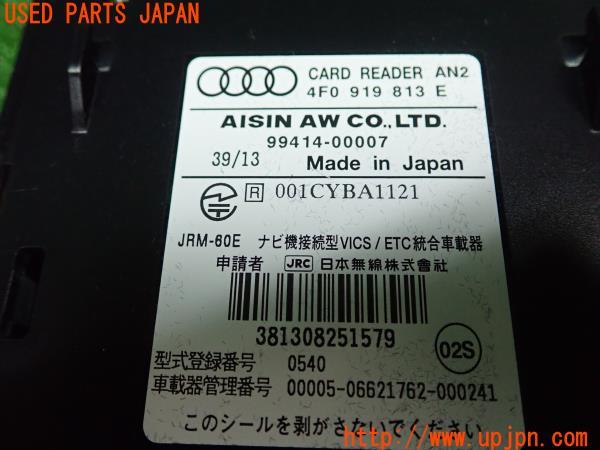 USED PARTS JAPAN
CARD READER AN2
4F0 919 813 E
AISIN AW CO.,LTD.
99414-00007
39/13 Made in Japan
R 001CYBA1121
JRM-60E ナビ機接続型VICS/ETC統合車載器
申請者 JRC 日本無線株式会社
381308251579
型式登録番号 0540
02S
車載器管理番号 00005-06621762-000241
このシールを剥がさないでください。
https://www.upjpn.com